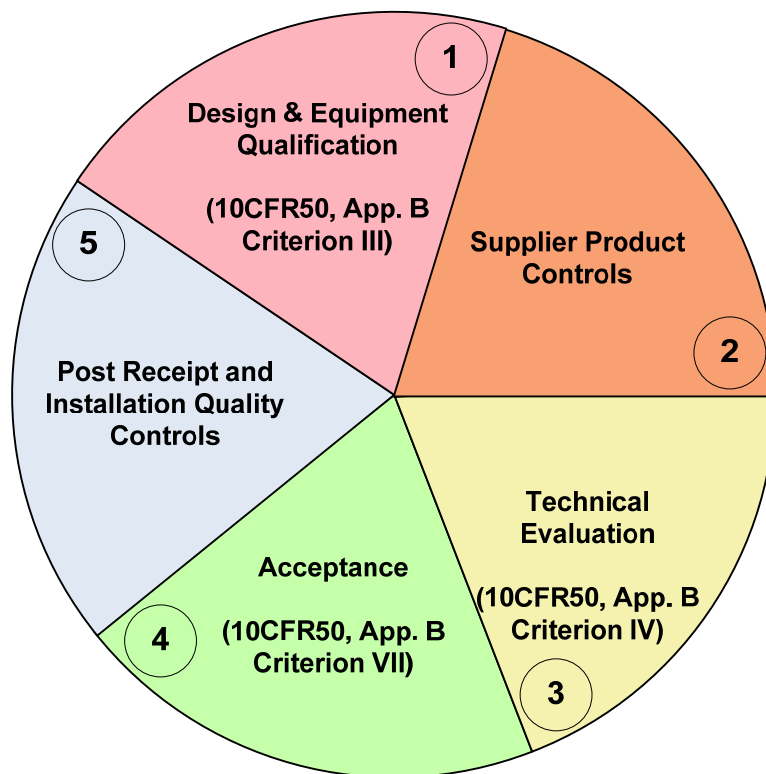 1
Design & Equipment
Qualification
(10CFR50, App. B
Criterion III)
2
Supplier Product
Controls
3
Technical
Evaluation
(10CFR50, App. B
Criterion IV)
4
Acceptance
(10CFR50, App. B
Criterion VII)
5
Post Receipt and
Installation Quality
Controls